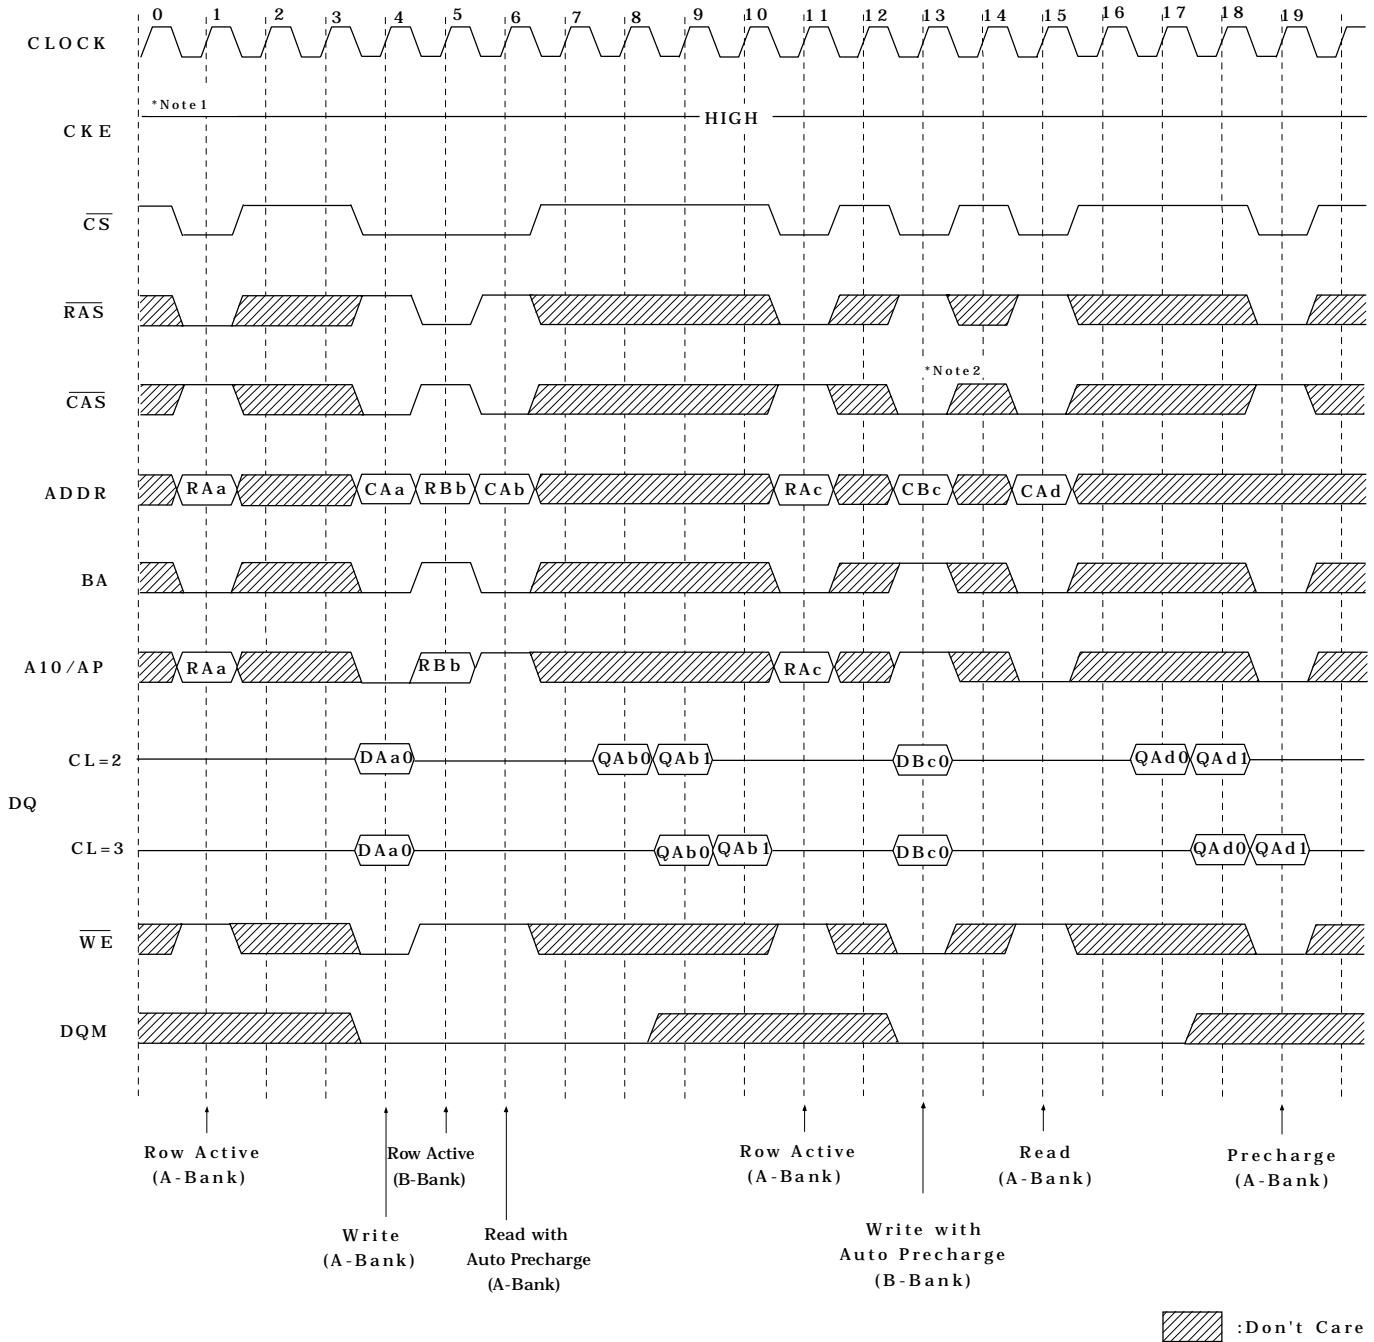 0 1 2 3 4 5 6 7 8 9 10 11 12 13 14 15 16 17 18 19
CLOCK
*Note1
CKE
HIGH
CS
RAS
*Note2
CAS
ADDR RAa CAa RBb CAb RAc CBc CAd
BA
A10/AP RAa RBb RAc
CL=2 DAa0 QAb0 QAb1 DBc0 QAd0 QAd1
DQ
CL=3 DAa0 QAb0 QAb1 DBc0 QAd0 QAd1
WE
DQM
Row Active
(A-Bank)
Row Active
(B-Bank)
Row Active
(A-Bank)
Read
(A-Bank)
Precharge
(A-Bank)
Write
(A-Bank)
Read with
Auto Precharge
(A-Bank)
Write with
Auto Precharge
(B-Bank)
:Don't Care